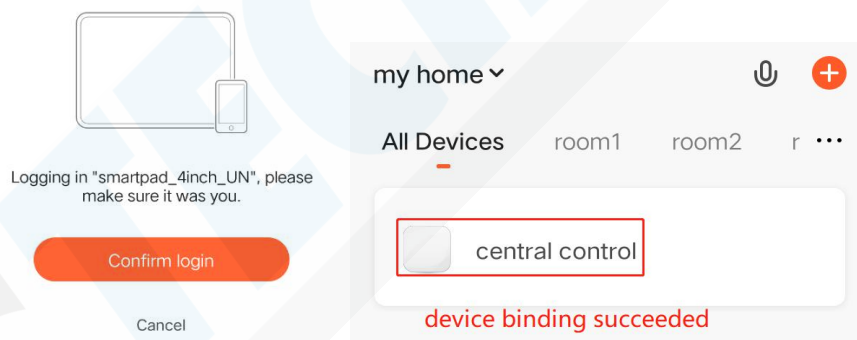 Logging in "smartpad_4inch_UN", please
make sure it was you.
Confirm login
Cancel
my home
All Devices
room1
room2
r
central control
device binding succeeded